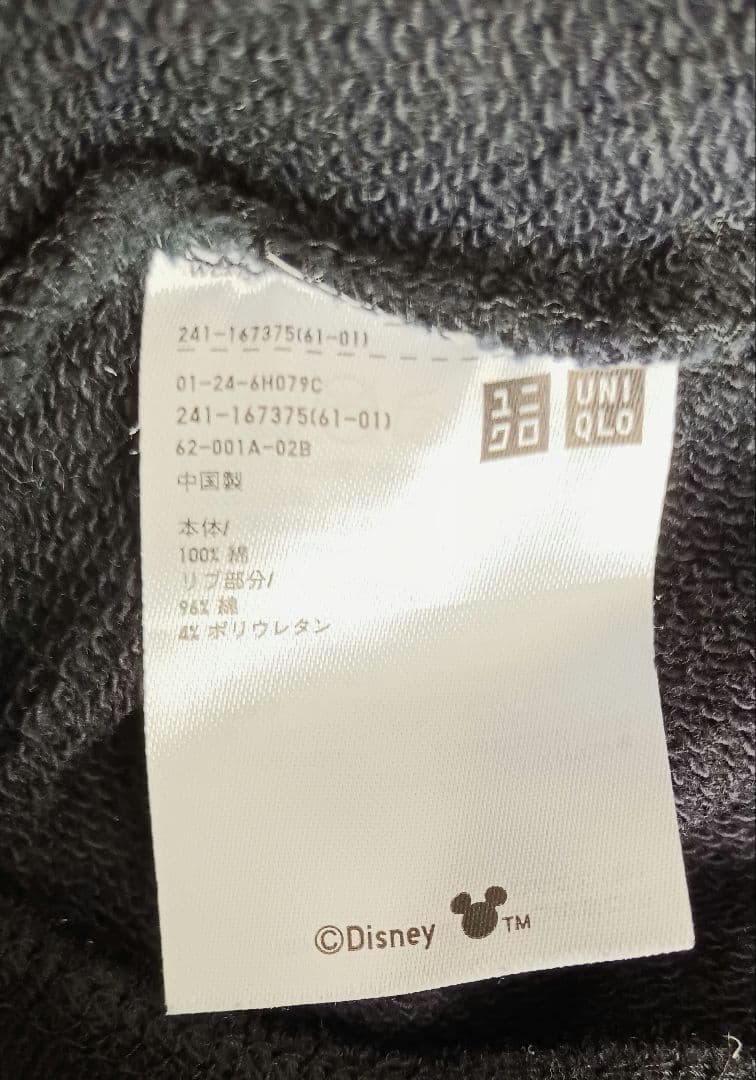 241-167375(61-01)
01-24-6H079C
241-167375(61-01)
62-001A-02B
中国製
本体/
100% 綿
リブ部分/
96% 綿
4% ポリウレタン
ユニ
クロ
UNI
QLO
©Disney TM